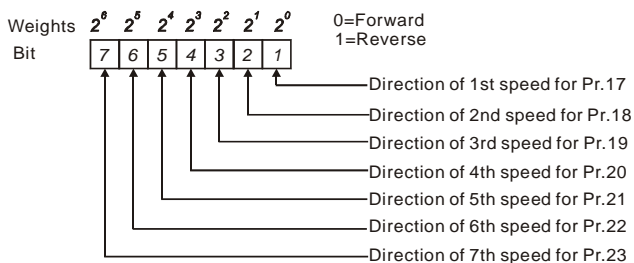 Weights 2⁶ 2⁵ 2⁴ 2³ 2² 2¹ 2⁰ 0=Forward
1=Reverse
Bit 7 6 5 4 3 2 1
Direction of 1st speed for Pr.17
Direction of 2nd speed for Pr.18
Direction of 3rd speed for Pr.19
Direction of 4th speed for Pr.20
Direction of 5th speed for Pr.21
Direction of 6th speed for Pr.22
Direction of 7th speed for Pr.23